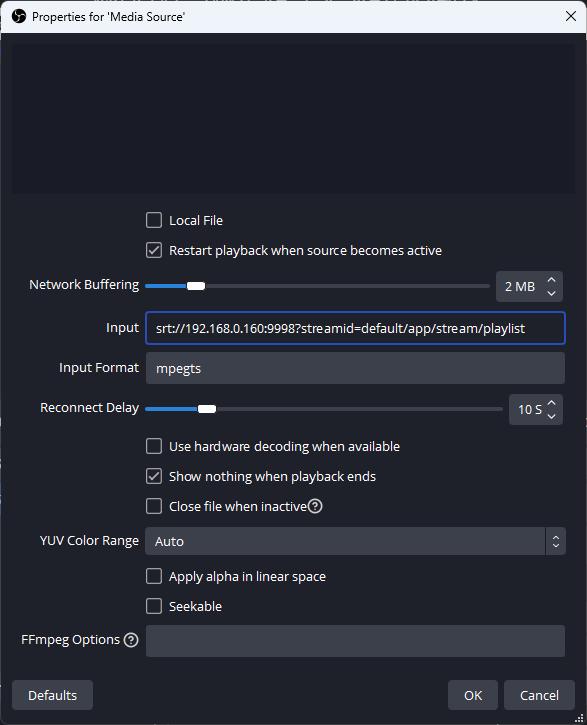 Properties for 'Media Source'
Local File
Restart playback when source becomes active
Network Buffering 2 MB
Input srt://192.168.0.160:9998?streamid=default/app/stream/playlist
Input Format mpegts
Reconnect Delay 10 S
Use hardware decoding when available
Show nothing when playback ends
Close file when inactive ?
YUV Color Range Auto
Apply alpha in linear space
Seekable
FFmpeg Options ?
Defaults OK Cancel